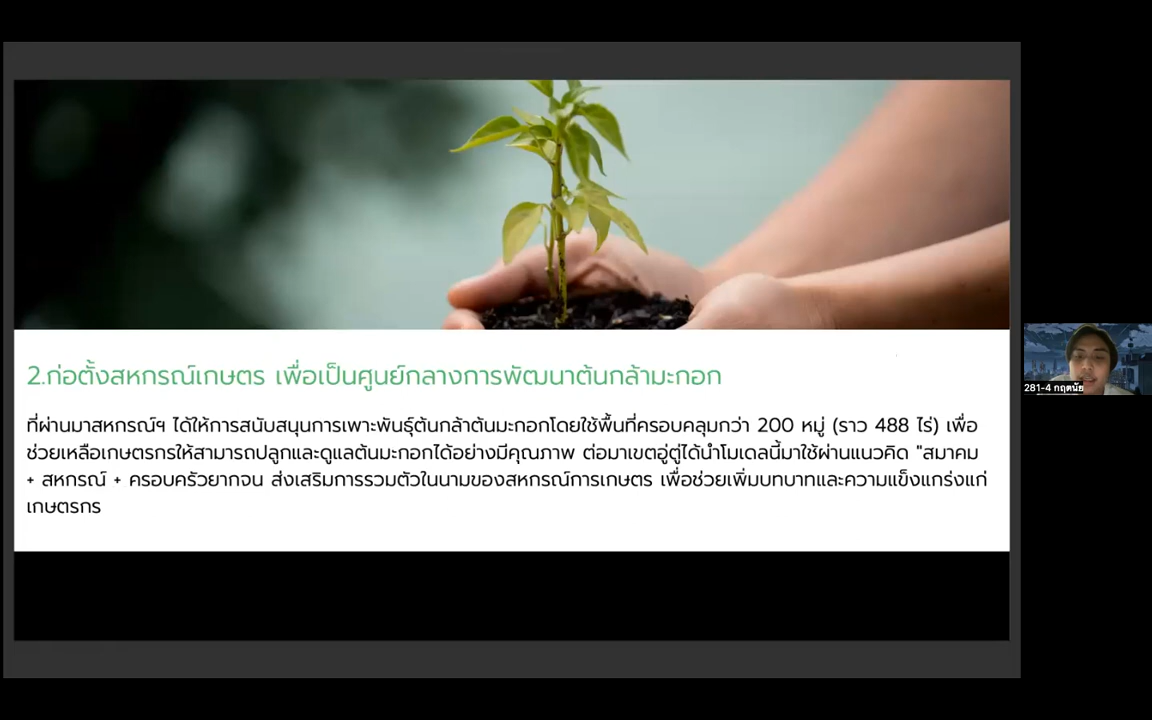 2.ก่อตั้งสหกรณ์เกษตร เพื่อเป็นศูนย์กลางการพัฒนาต้นกล้ามะกอก
ที่ผ่านมาสหกรณ์ฯ ได้ให้การสนับสนุนการเพาะพันธุ์ต้นกล้าต้นมะกอกโดยใช้พื้นที่ครอบคลุมกว่า 200 หมู่ (ราว 488 ไร่) เพื่อ
ช่วยเหลือเกษตรกรให้สามารถปลูกและดูแลต้นมะกอกได้อย่างมีคุณภาพ ต่อมาเขตอู่ตู่ได้นำโมเดลนี้มาใช้ผ่านแนวคิด "สมาคม
+ สหกรณ์ + ครอบครัวยากจน ส่งเสริมการรวมตัวในนามของสหกรณ์การเกษตร เพื่อช่วยเพิ่มบทบาทและความแข็งแกร่งแก่
เกษตรกร
281-4 กฤตนัย